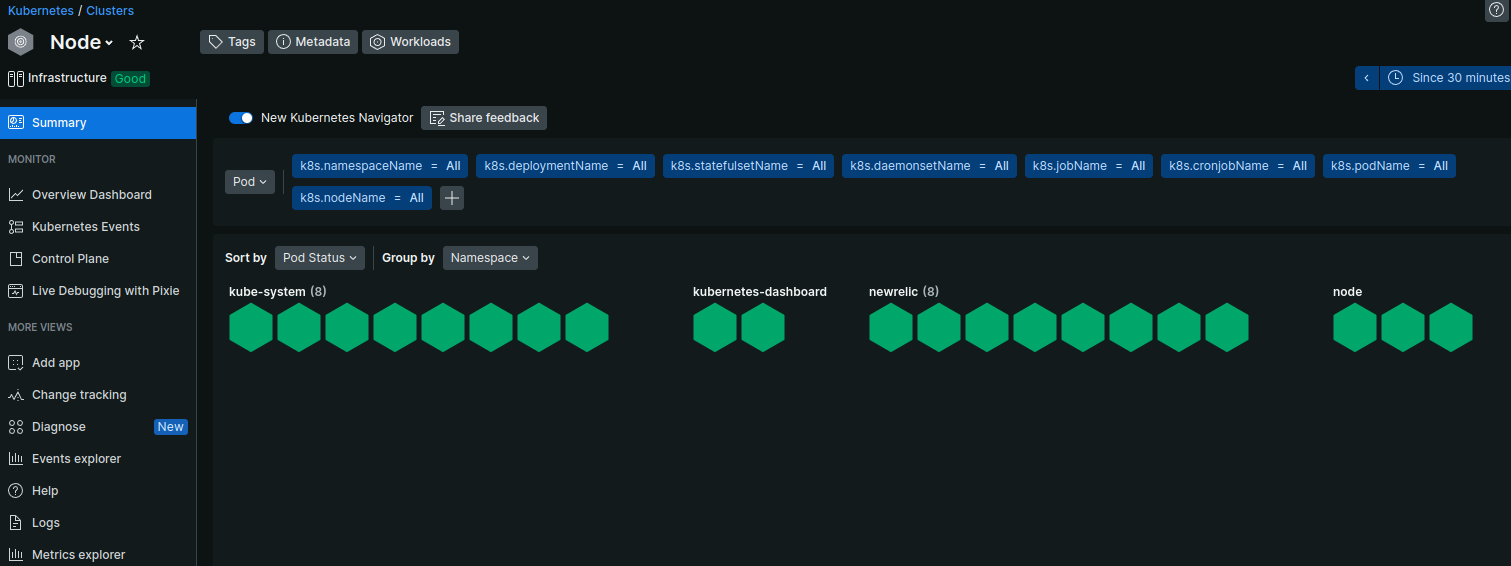 Kubernetes / Clusters
Node
Tags
Metadata
Workloads
Infrastructure Good
Since 30 minutes
Summary
New Kubernetes Navigator
Share feedback
MONITOR
Overview Dashboard
Kubernetes Events
Control Plane
Live Debugging with Pixie
MORE VIEWS
Add app
Change tracking
Diagnose New
Events explorer
Help
Logs
Metrics explorer
Pod
k8s.namespaceName = All
k8s.deploymentName = All
k8s.statefulsetName = All
k8s.daemonsetName = All
k8s.jobName = All
k8s.cronjobName = All
k8s.podName = All
k8s.nodeName = All
Sort by Pod Status Group by Namespace
kube-system (8)
kubernetes-dashboard
newrelic (8)
node